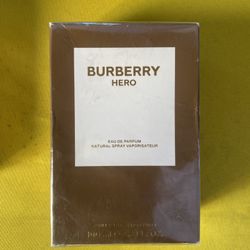 BURBERRY
HERO
EAU DE PARFUM
NATURAL SPRAY VAPORISATEUR